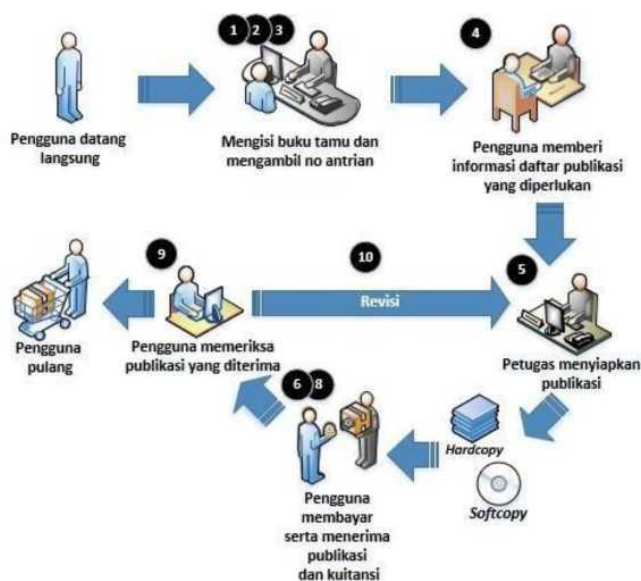 1 2 3
4
Pengguna datang
langsung
Mengisi buku tamu dan
mengambil no antrian
Pengguna memberi
informasi daftar publikasi
yang diperlukan
9
10
5
Revisi
Pengguna
pulang
Pengguna memeriksa
publikasi yang diterima
Petugas menyiapkan
publikasi
6 8
Hardcopy
Softcopy
Pengguna
membayar
serta menerima
publikasi
dan kuitansi